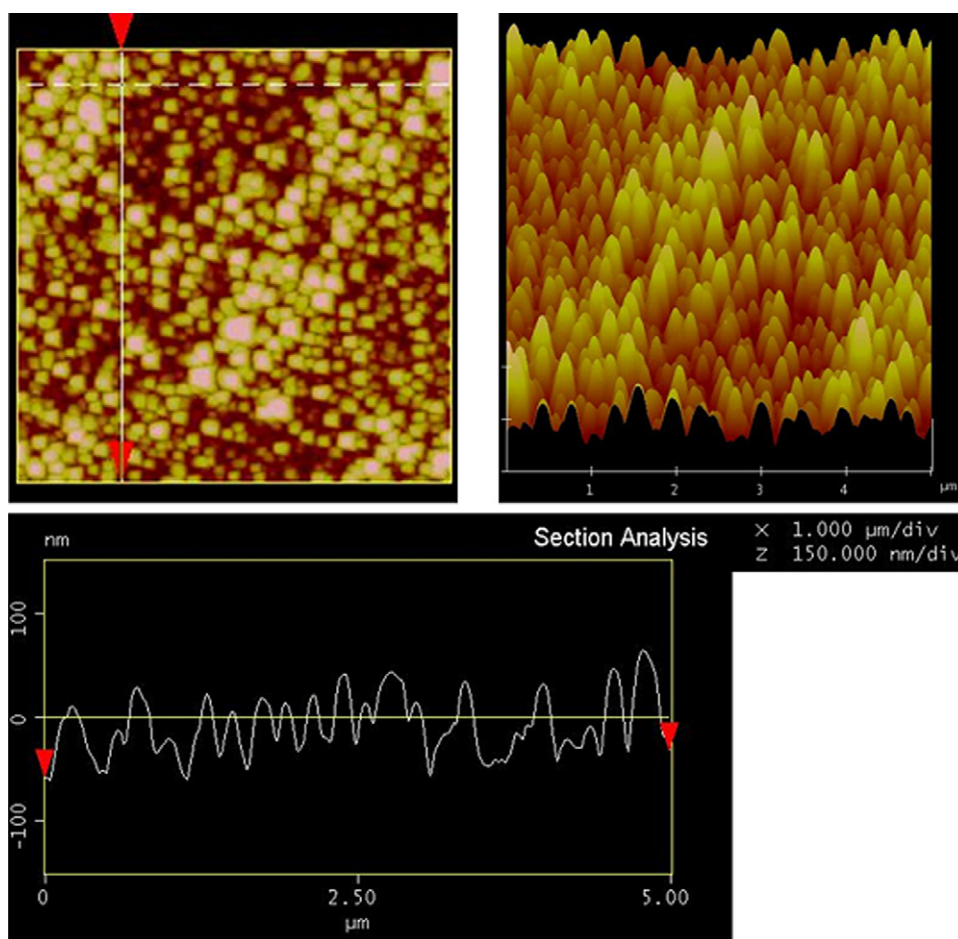 1 2 3 4 µm
nm Section Analysis
X 1.000 µm/div
Z 150.000 nm/div
100
0
-100
0 2.50 5.00
µm